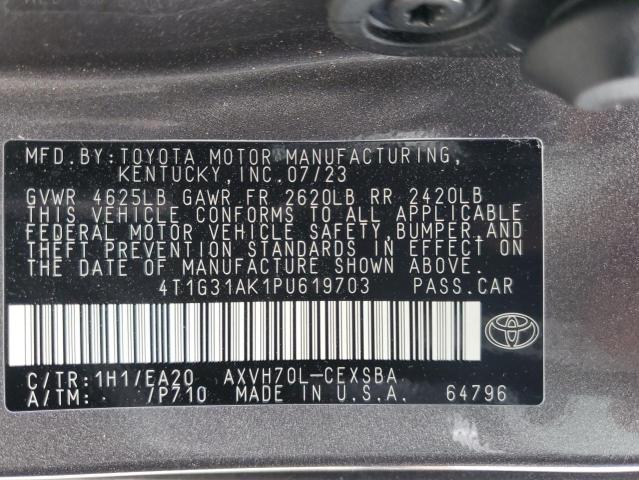 MFD.BY:TOYOTA MOTOR MANUFACTURING,
KENTUCKY, INC. 07/23
GVWR 4625LB GAWR FR 2620LB RR 2420LB
THIS VEHICLE CONFORMS TO ALL APPLICABLE
FEDERAL MOTOR VEHICLE SAFETY,BUMPER,AND
THEFT PREVENTION STANDARDS IN EFFECT ON
THE DATE OF MANUFACTURE SHOWN ABOVE.
4T1G31AK1PU619703 PASS.CAR
C/TR:1H1/EA20 AXVH70L-CEXSBA
A/TM: /P710 MADE IN U.S.A. 64796